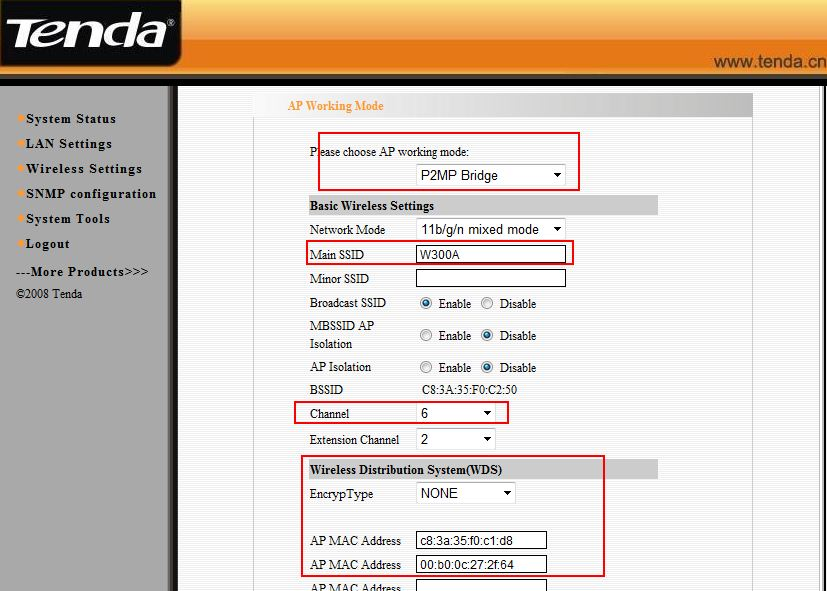 Tenda®
www.tenda.cn
System Status
LAN Settings
Wireless Settings
SNMP configuration
System Tools
Logout
---More Products>>>
©2008 Tenda
AP Working Mode
Please choose AP working mode:
P2MP Bridge
Basic Wireless Settings
Network Mode 11b/g/n mixed mode
Main SSID W300A
Minor SSID
Broadcast SSID Enable Disable
MBSSID AP
Isolation Enable Disable
AP Isolation Enable Disable
BSSID C8:3A:35:F0:C2:50
Channel 6
Extension Channel 2
Wireless Distribution System(WDS)
EncrypType NONE
AP MAC Address c8:3a:35:f0:c1:d8
AP MAC Address 00:b0:0c:27:2f:64
AP MAC Address